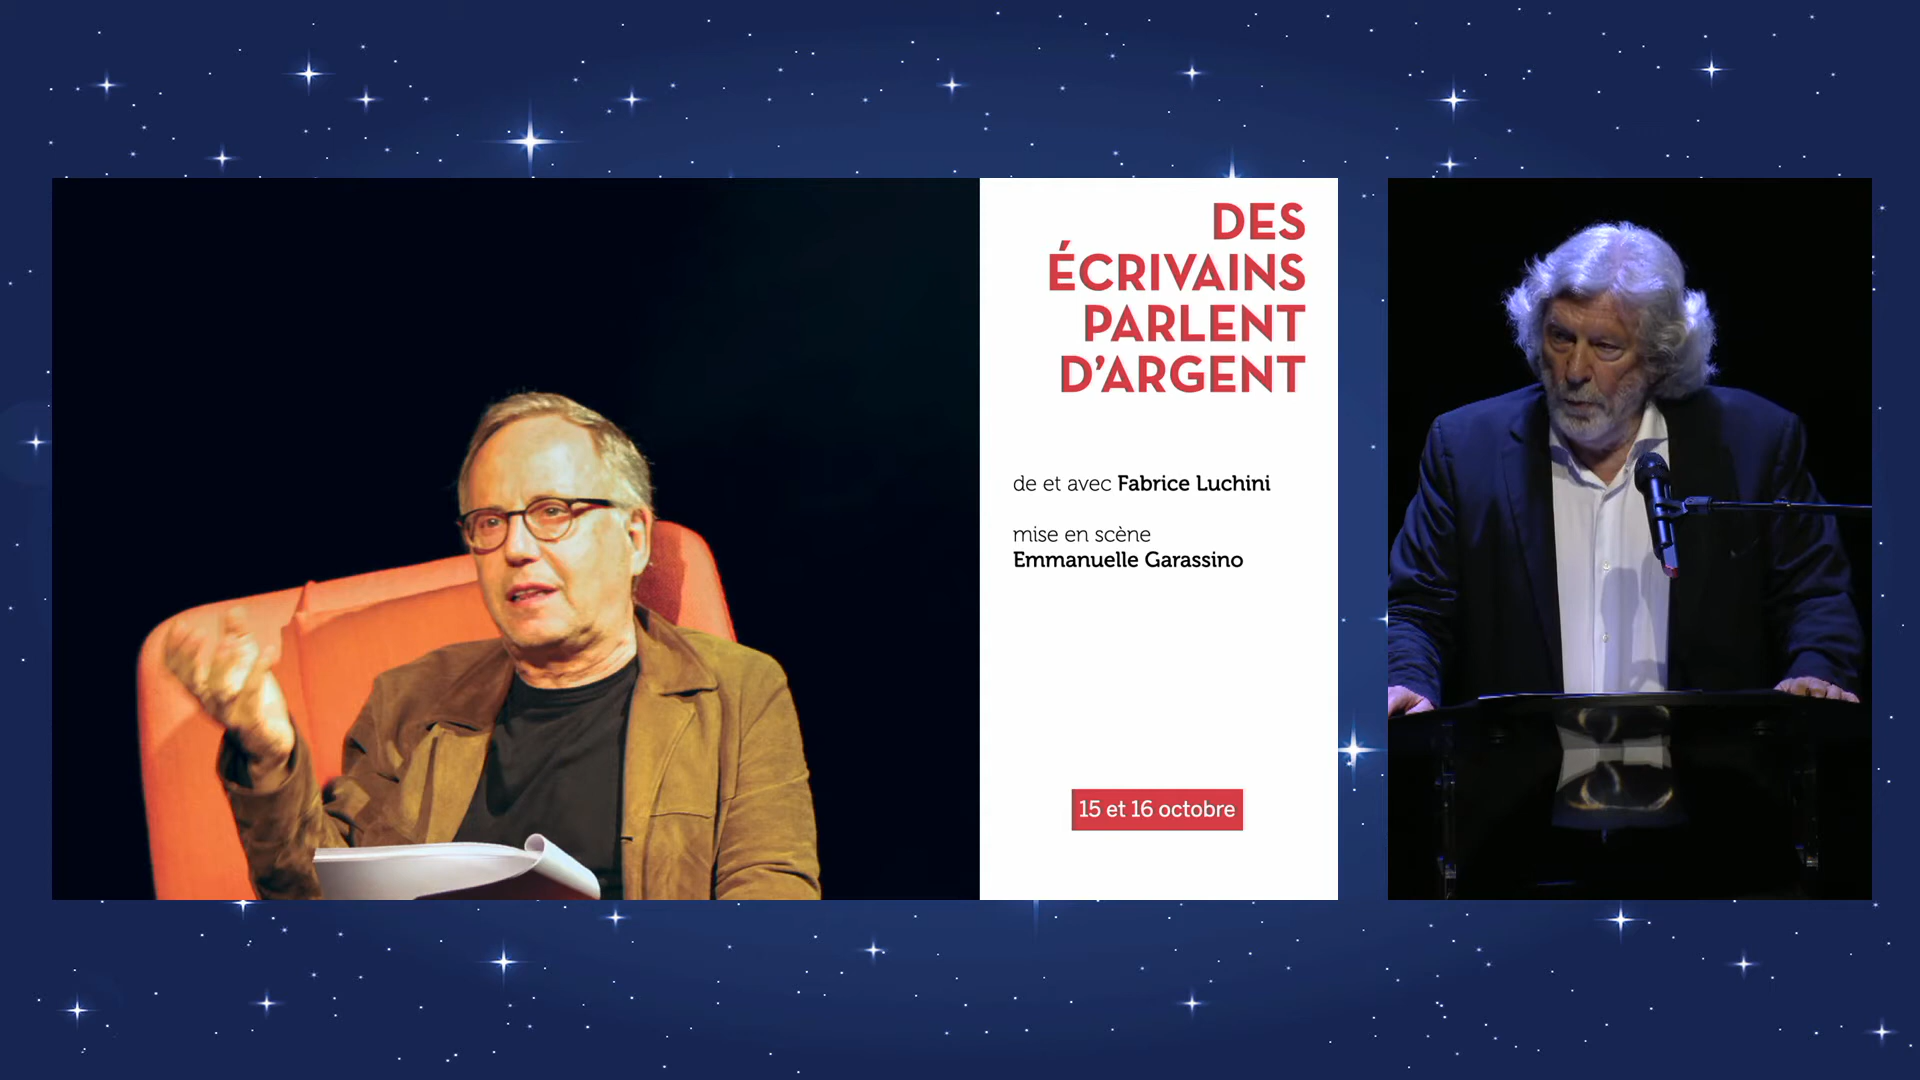 DES
ÉCRIVAINS
PARLENT
D’ARGENT
de et avec Fabrice Luchini
mise en scène
Emmanuelle Garassino
15 et 16 octobre